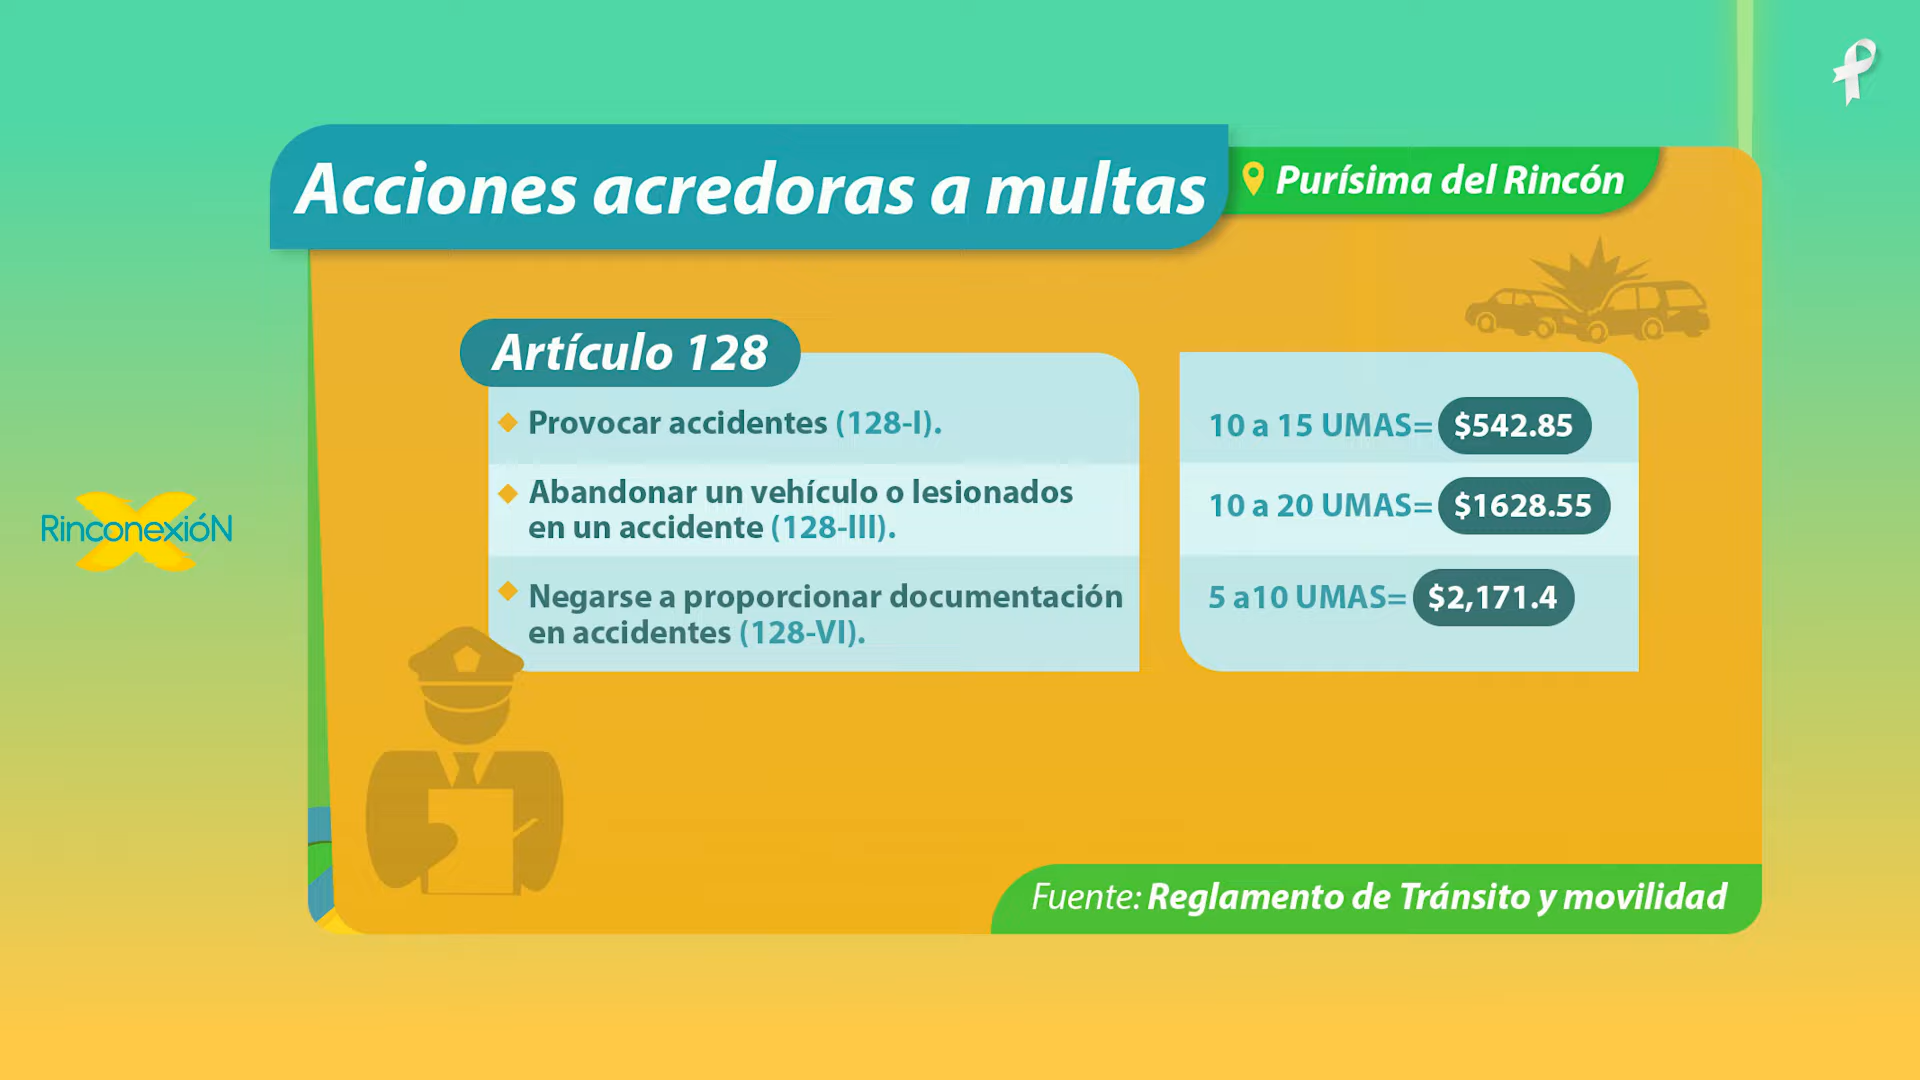 Acciones acredoras a multas
Purísima del Rincón
Artículo 128
Provocar accidentes (128-I).
10 a 15 UMAS= $542.85
Abandonar un vehículo o lesionados
en un accidente (128-III).
10 a 20 UMAS= $1628.55
Negarse a proporcionar documentación
en accidentes (128-VI).
5 a10 UMAS= $2,171.4
RinconexióN
Fuente: Reglamento de Tránsito y movilidad